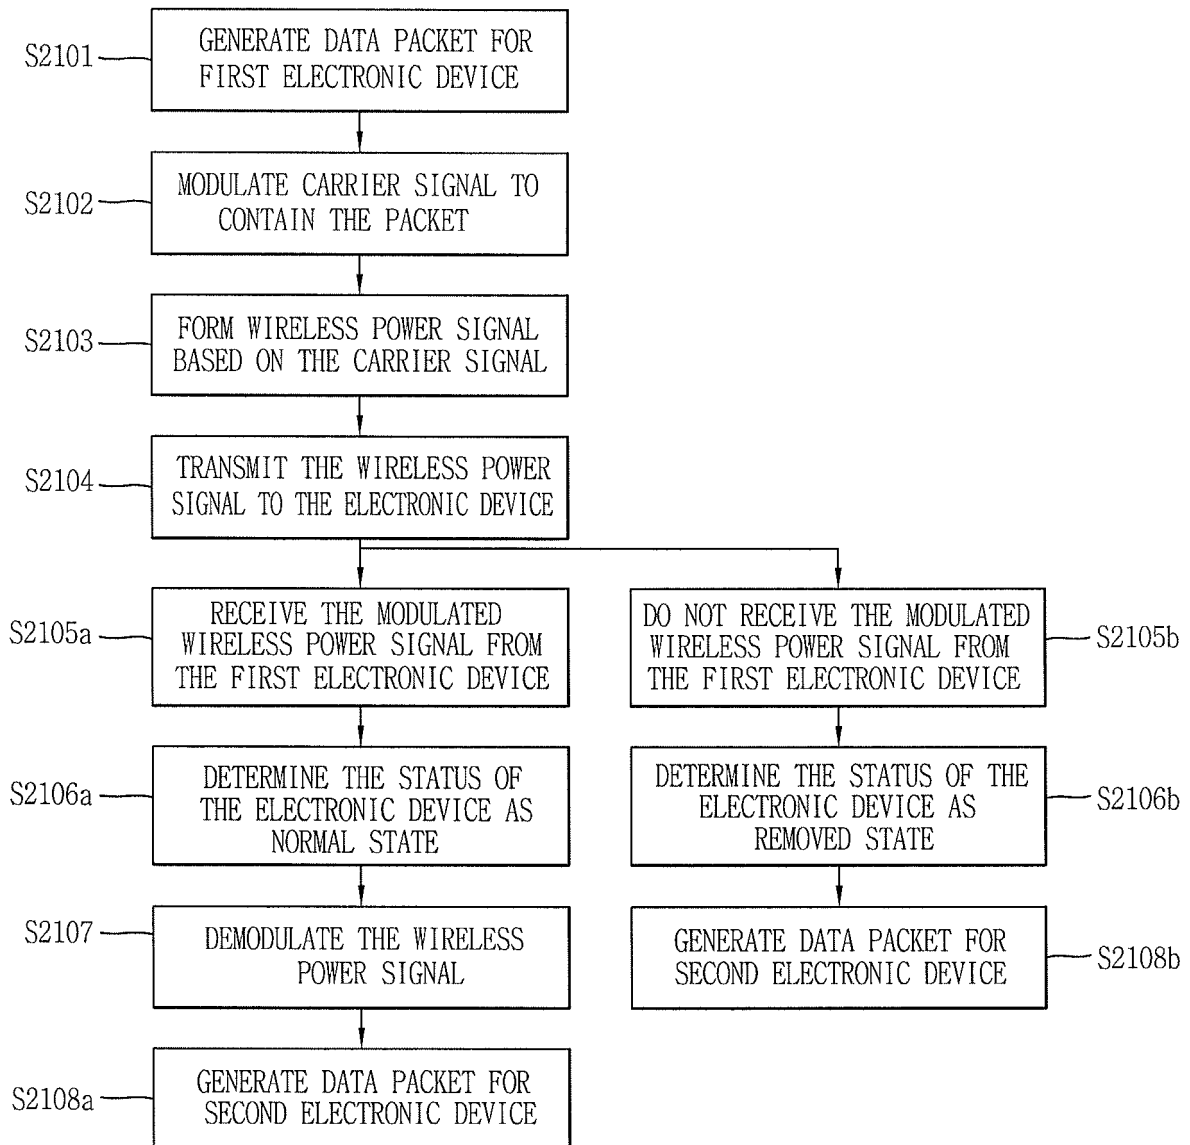 S2101
GENERATE DATA PACKET FOR
FIRST ELECTRONIC DEVICE
S2102
MODULATE CARRIER SIGNAL TO
CONTAIN THE PACKET
S2103
FORM WIRELESS POWER SIGNAL
BASED ON THE CARRIER SIGNAL
S2104
TRANSMIT THE WIRELESS POWER
SIGNAL TO THE ELECTRONIC DEVICE
S2105a
RECEIVE THE MODULATED
WIRELESS POWER SIGNAL FROM
THE FIRST ELECTRONIC DEVICE
DO NOT RECEIVE THE MODULATED
WIRELESS POWER SIGNAL FROM
THE FIRST ELECTRONIC DEVICE
S2105b
S2106a
DETERMINE THE STATUS OF
THE ELECTRONIC DEVICE AS
NORMAL STATE
DETERMINE THE STATUS OF THE
ELECTRONIC DEVICE AS
REMOVED STATE
S2106b
S2107
DEMODULATE THE WIRELESS
POWER SIGNAL
GENERATE DATA PACKET FOR
SECOND ELECTRONIC DEVICE
S2108b
S2108a
GENERATE DATA PACKET FOR
SECOND ELECTRONIC DEVICE